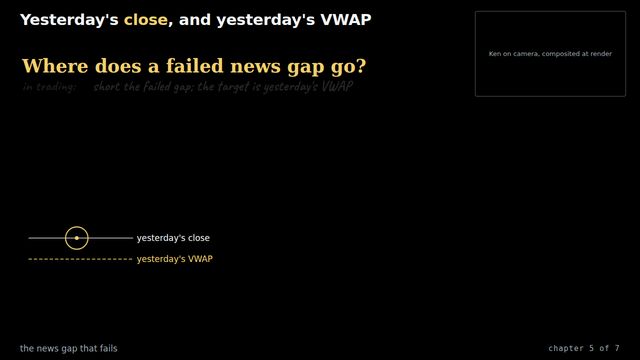 Yesterday's close, and yesterday's VWAP
Ken on camera, composited at render
Where does a failed news gap go?
in trading: short the failed gap; the target is yesterday's VWAP
yesterday's close
yesterday's VWAP
the news gap that fails
chapter 5 of 7